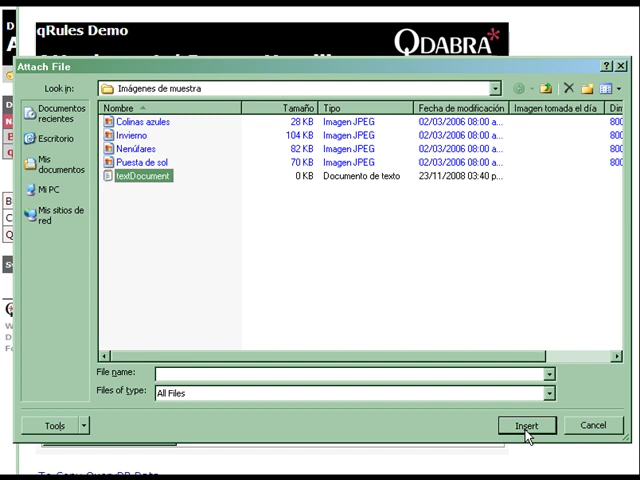 qRules Demo
QDABRA
Attach File
Look in:
Imágenes de muestra
Nombre Tamaño Tipo Fecha de modificación Imagen tomada el día
Colinas azules 28 KB Imagen JPEG 02/03/2006 08:00 a... 800
Invierno 104 KB Imagen JPEG 02/03/2006 08:00 a... 800
Nenúfares 82 KB Imagen JPEG 02/03/2006 08:00 a... 800
Puesta de sol 70 KB Imagen JPEG 02/03/2006 08:00 a... 800
textDocument 0 KB Documento de texto 23/11/2008 03:40 p...
Documentos
recientes
Escritorio
Mis
documentos
Mi PC
Mis sitios de
red
File name:
Files of type:
All Files
Tools
Insert
Cancel